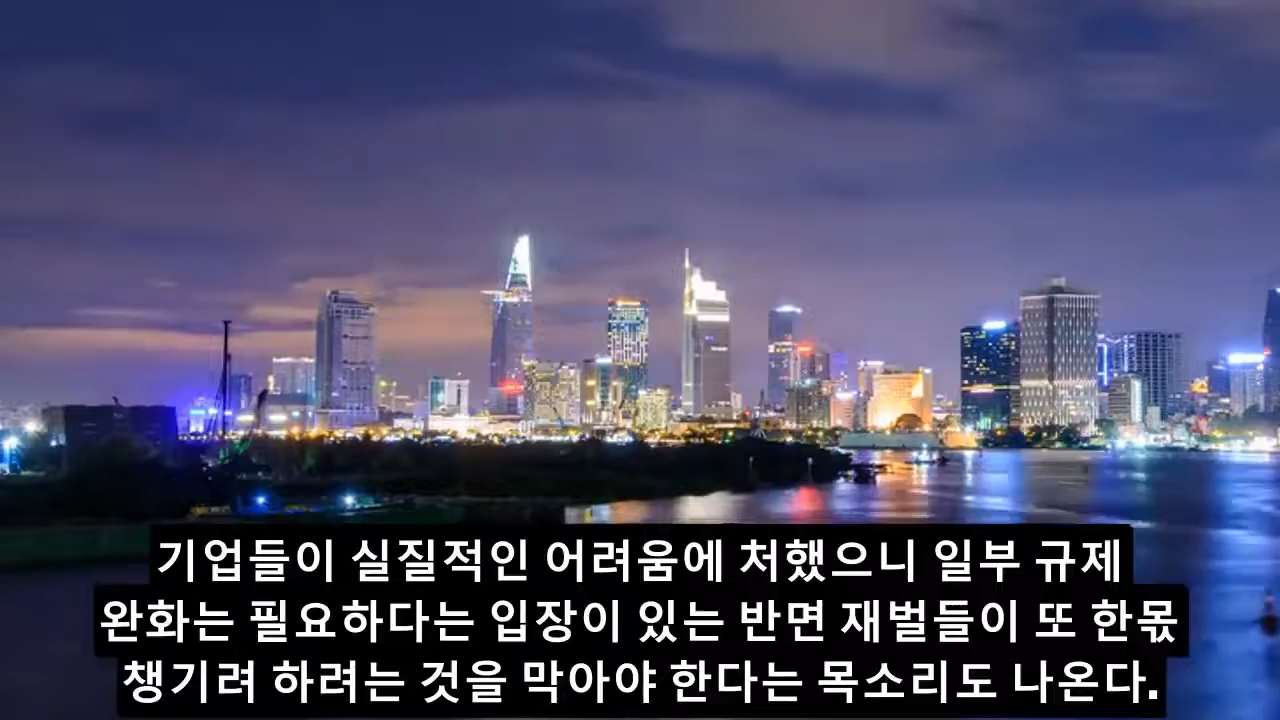 기업들이 실질적인 어려움에 처했으니 일부 규제
완화는 필요하다는 입장이 있는 반면 재벌들이 또 한몫
챙기려 하려는 것을 막아야 한다는 목소리도 나온다.